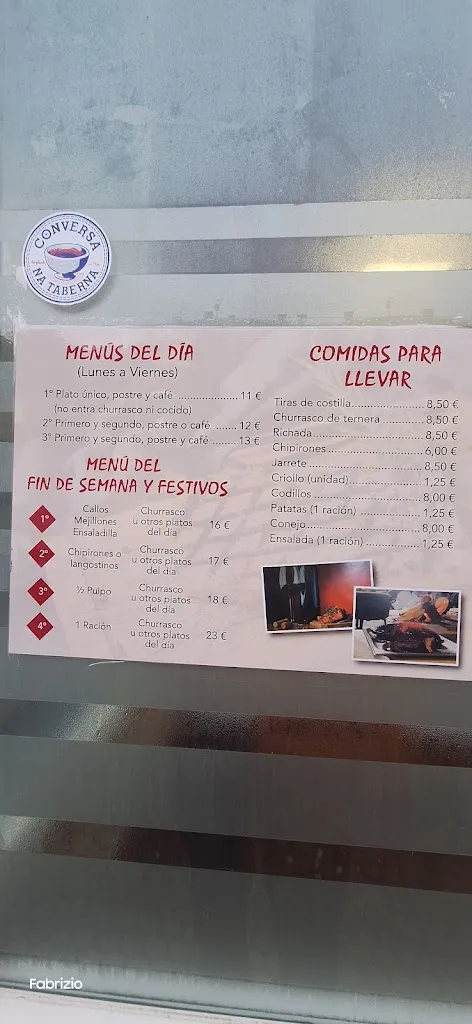 CONVERSA
NA TABERNA
MENÚS DEL DÍA
(Lunes a Viernes)
1º Plato único, postre y café .................... 11 €
(no entra churrasco ni cocido)
2º Primero y segundo, postre o café ...... 12 €
3º Primero y segundo, postre y café ...... 13 €
MENÚ DEL
FIN DE SEMANA Y FESTIVOS
1º
Callos
Mejillones
Ensaladilla
Churrasco
u otros platos
del día
16 €
2º
Chipirones o
langostinos
Churrasco
u otros platos
del día
17 €
3º
½ Pulpo
Churrasco
u otros platos
del día
18 €
4º
1 Ración
Churrasco
u otros platos
del día
23 €
COMIDAS PARA
LLEVAR
Tiras de costilla........................ 8,50 €
Churrasco de ternera ............... 8,50 €
Richada.................................... 8,50 €
Chipirones ............................... 6,00 €
Jarrete...................................... 8,50 €
Criollo (unidad)........................ 1,25 €
Codillos.................................... 8,00 €
Patatas (1 ración) ..................... 1,25 €
Conejo..................................... 8,00 €
Ensalada (1 ración)................... 1,25 €
Fabrizio